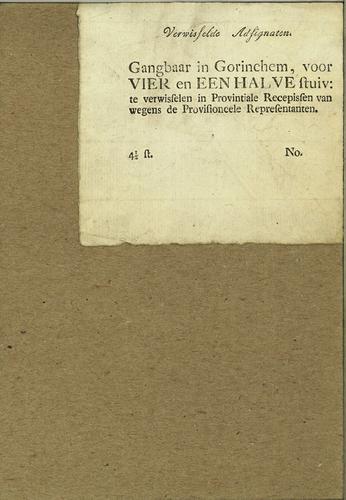 Verwisſelde Adſignaten.
Gangbaar in Gorinchem, voor
VIER en EEN HALVE ſtuiv:
te verwiſſelen in Provintiale Recepiſſen van
wegens de Proviſioneele Repreſentanten.
4½ ſt. No.